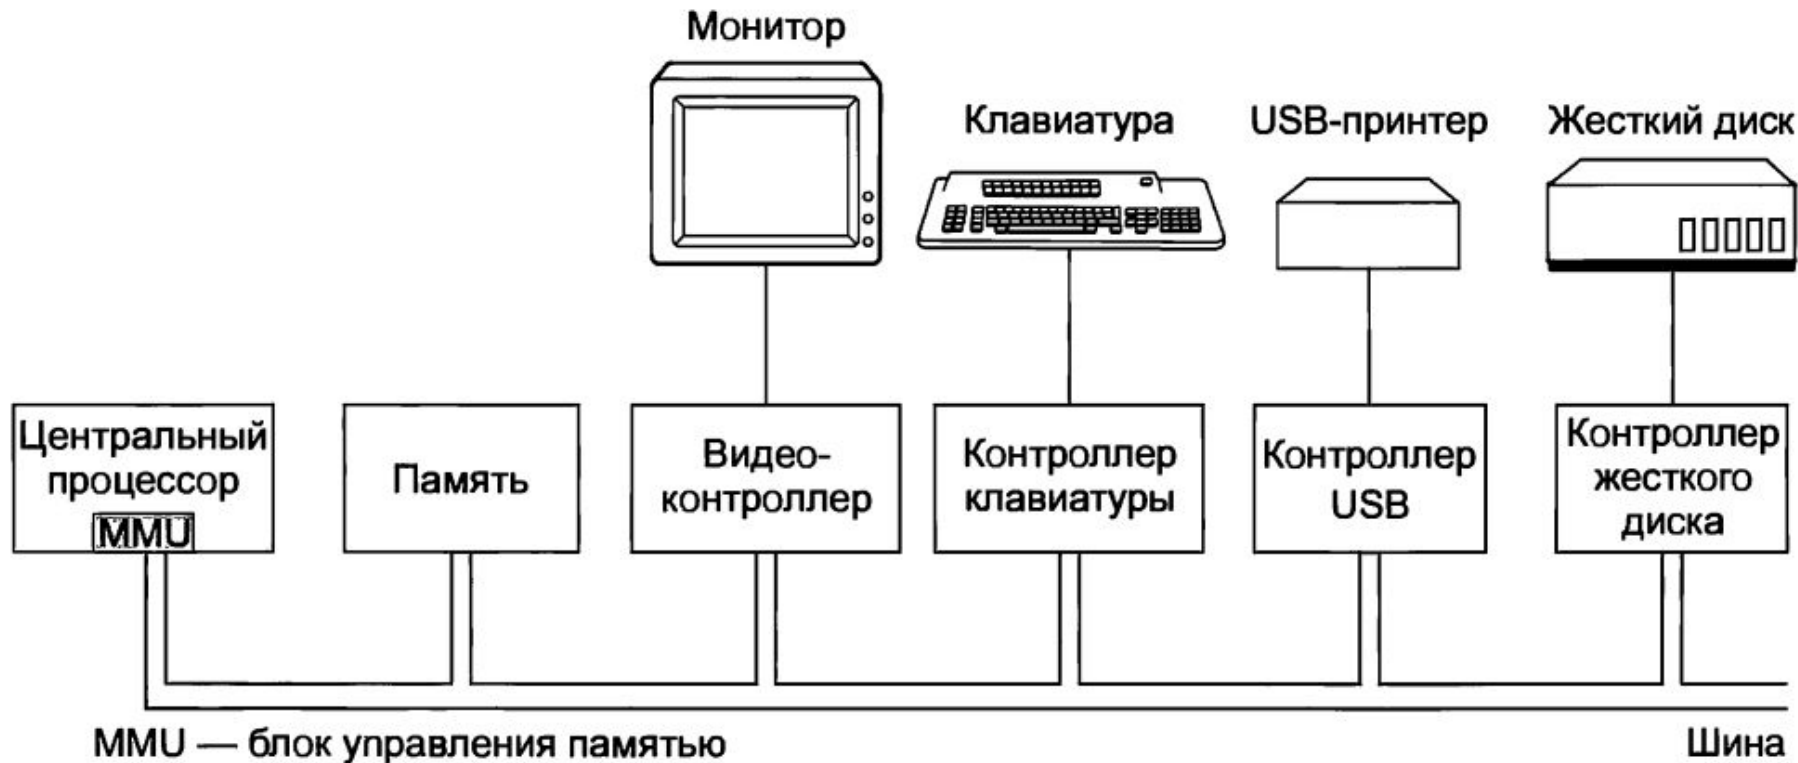 Монитор
Клавиатура
USB-принтер
Жесткий диск
Центральный
процессор
MMU
Память
Видео-
контроллер
Контроллер
клавиатуры
Контроллер
USB
Контроллер
жесткого
диска
MMU — блок управления памятью
Шина